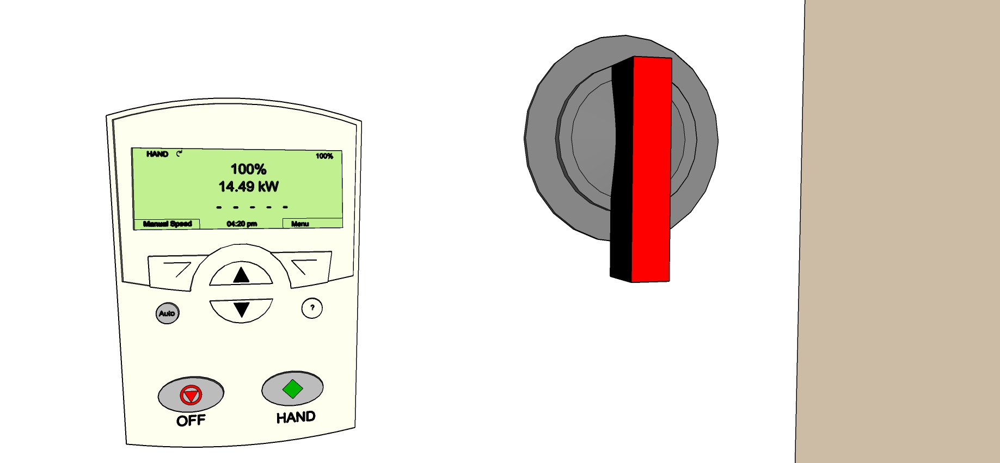 HAND 100%
100%
14.49 kW
- - - - -
Manual Speed 04:20 pm Menu
Auto ?
OFF HAND